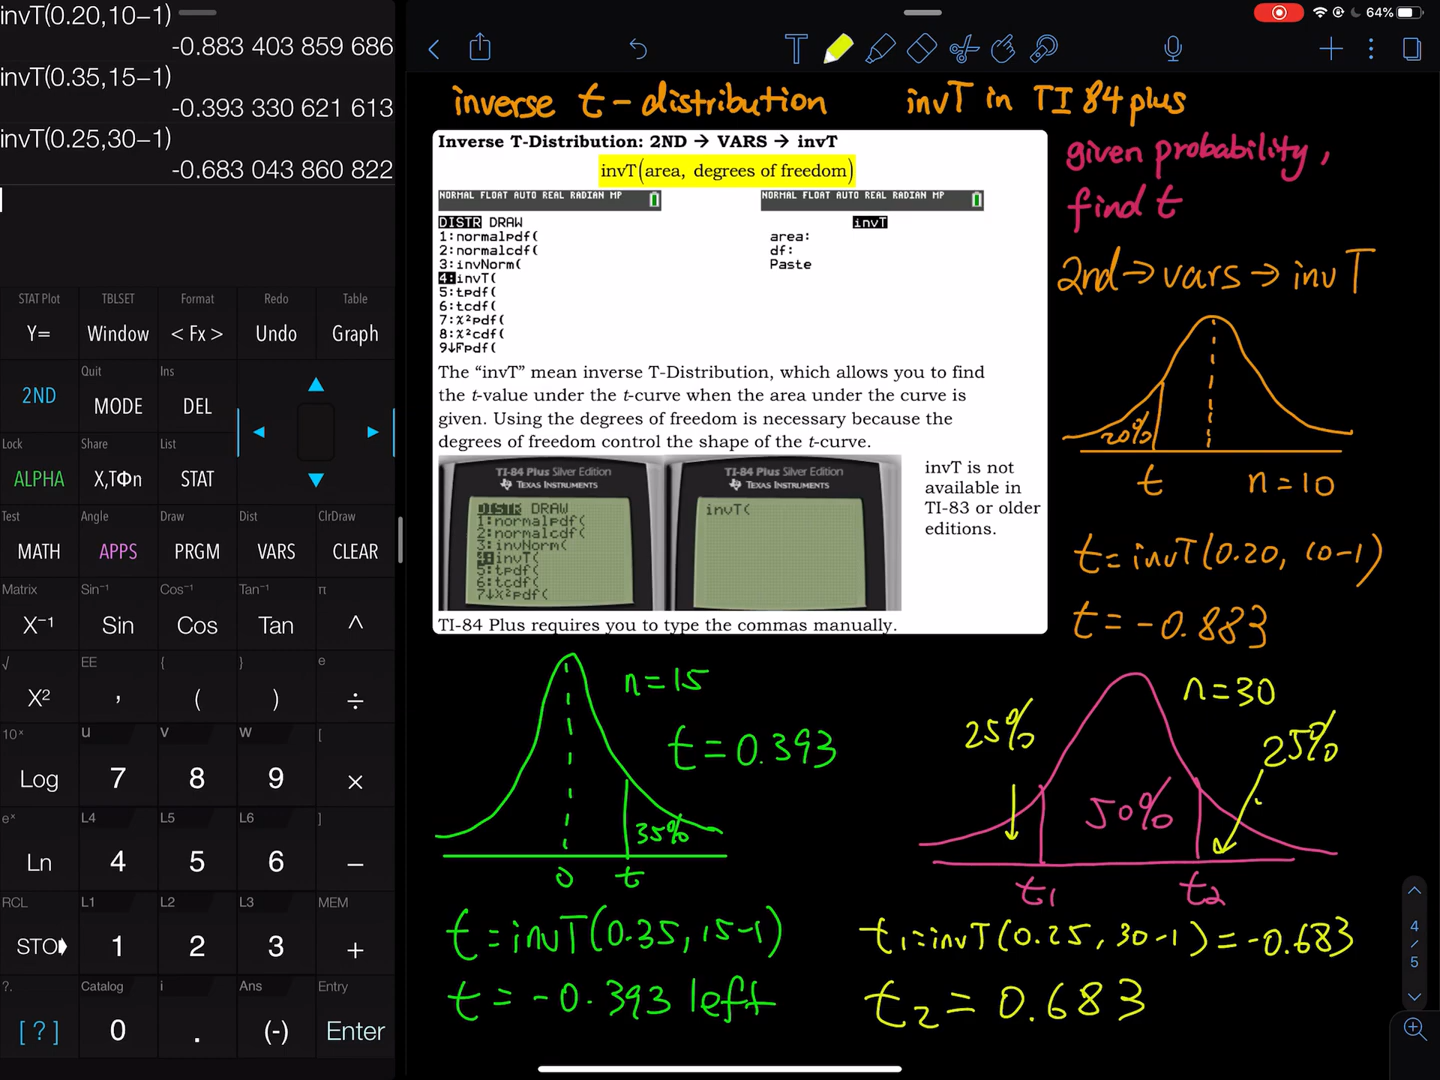 invT(0.20,10−1)
-0.883 403 859 686
invT(0.35,15−1)
-0.393 330 621 613
invT(0.25,30−1)
-0.683 043 860 822
STAT Plot TBLSET Format Redo Table
Y= Window < Fx > Undo Graph
Quit Ins
2ND MODE DEL
Lock Share List
ALPHA X,TΦn STAT
Test Angle Draw Dist ClrDraw
MATH APPS PRGM VARS CLEAR
Matrix Sin⁻¹ Cos⁻¹ Tan⁻¹ π
X⁻¹ Sin Cos Tan ^
√ EE { } e
X² , ( ) ÷
10ˣ u v w [
Log 7 8 9 ×
eˣ L4 L5 L6 ]
Ln 4 5 6 −
RCL L1 L2 L3 MEM
STO 1 2 3 +
?. Catalog i Ans Entry
[ ? ] 0 . (-) Enter
64%
inverse t-distribution invT in TI 84 plus
Inverse T-Distribution: 2ND → VARS → invT
invT(area, degrees of freedom)
NORMAL FLOAT AUTO REAL RADIAN MP
DISTR DRAW
1:normalpdf(
2:normalcdf(
3:invNorm(
4:invT(
5:tpdf(
6:tcdf(
7:χ²pdf(
8:χ²cdf(
9↓Fpdf(
NORMAL FLOAT AUTO REAL RADIAN MP
invT
area:
df:
Paste
The “invT” mean inverse T-Distribution, which allows you to find
the t-value under the t-curve when the area under the curve is
given. Using the degrees of freedom is necessary because the
degrees of freedom control the shape of the t-curve.
TI-84 Plus Silver Edition
TEXAS INSTRUMENTS
DISTR DRAW
1:normalpdf(
2:normalcdf(
3:invNorm(
4:invT(
5:tpdf(
6:tcdf(
7↓χ²pdf(
TI-84 Plus Silver Edition
TEXAS INSTRUMENTS
invT(
invT is not
available in
TI-83 or older
editions.
TI-84 Plus requires you to type the commas manually.
given probability,
find t
2nd → vars → invT
20%
t n=10
t=invT(0.20, 10-1)
t=-0.883
n=15
t=0.393
35%
0 t
t=invT(0.35,15-1)
t=-0.393 left
n=30
25%
25%
50%
t₁ t₂
t₁=invT(0.25,30-1)=-0.683
t₂=0.683
4
/
5